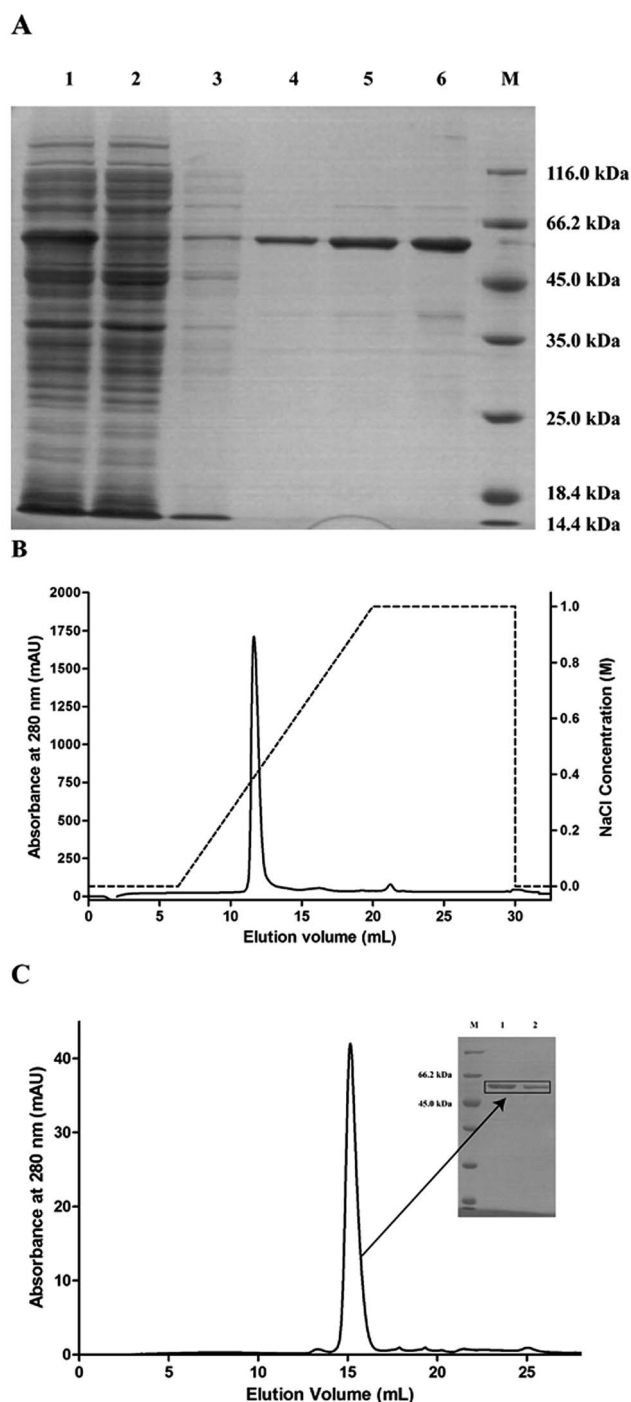 A
1 2 3 4 5 6 M
116.0 kDa
66.2 kDa
45.0 kDa
35.0 kDa
25.0 kDa
18.4 kDa
14.4 kDa
B
2000
1750
1500
1250
1000
750
500
250
0
Absorbance at 280 nm (mAU)
1.0
0.8
0.6
0.4
0.2
0.0
NaCl Concentration (M)
0 5 10 15 20 25 30
Elution volume (mL)
C
40
30
20
10
0
Absorbance at 280 nm (mAU)
M 1 2
66.2 kDa
45.0 kDa
0 5 10 15 20 25
Elution Volume (mL)